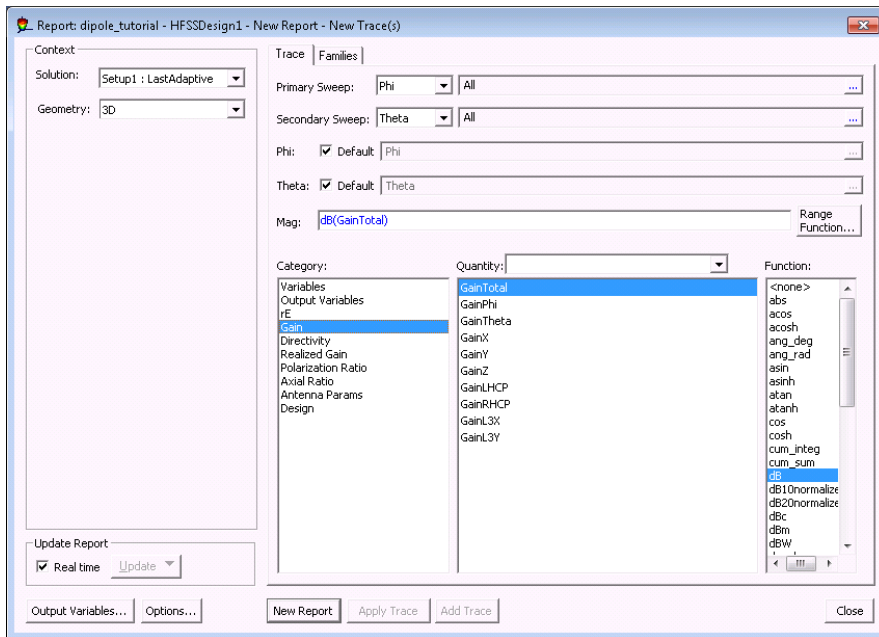 Report: dipole_tutorial - HFSSDesign1 - New Report - New Trace(s)
Context
Solution: Setup1 : LastAdaptive
Geometry: 3D
Update Report
Real time Update
Output Variables... Options...
Trace Families
Primary Sweep: Phi All ...
Secondary Sweep: Theta All ...
Phi: Default Phi ...
Theta: Default Theta ...
Mag: dB(GainTotal) Range
Function...
Category:
Variables
Output Variables
rE
Gain
Directivity
Realized Gain
Polarization Ratio
Axial Ratio
Antenna Params
Design
Quantity:
GainTotal
GainPhi
GainTheta
GainX
GainY
GainZ
GainLHCP
GainRHCP
GainL3X
GainL3Y
Function:
<none>
abs
acos
acosh
ang_deg
ang_rad
asin
asinh
atan
atanh
cos
cosh
cum_integ
cum_sum
dB
dB10normalize
dB20normalize
dBc
dBm
dBW
New Report Apply Trace Add Trace Close